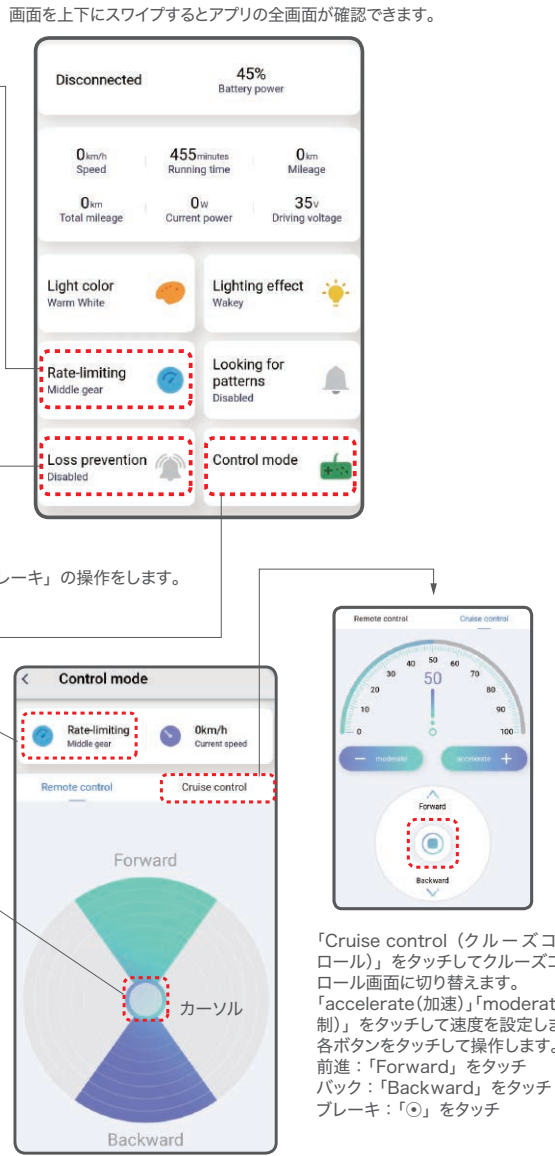 画面を上下にスワイプするとアプリの全画面が確認できます。
Disconnected
45%
Battery power
0km/h
Speed
455minutes
Running time
0km
Mileage
0km
Total mileage
0w
Current power
35v
Driving voltage
Light color
Warm White
Lighting effect
Wakey
Rate-limiting
Middle gear
Looking for
patterns
Disabled
Loss prevention
Disabled
Control mode
レーキ」の操作をします。
< Control mode
Rate-limiting
Middle gear
0km/h
Current speed
Remote control
Cruise control
Forward
カーソル
Backward
Remote control
Cruise control
0
10
20
30
40
50
60
70
80
90
100
50
— moderate
accelerate +
Forward
Backward
「Cruise control（クルーズコ
ロール）」をタッチしてクルーズコ
ロール画面に切り替えます。
「accelerate（加速）」「moderat
制）」をタッチして速度を設定しま
各ボタンをタッチして操作します。
前進：「Forward」をタッチ
バック：「Backward」をタッチ
ブレーキ：「⊙」をタッチ